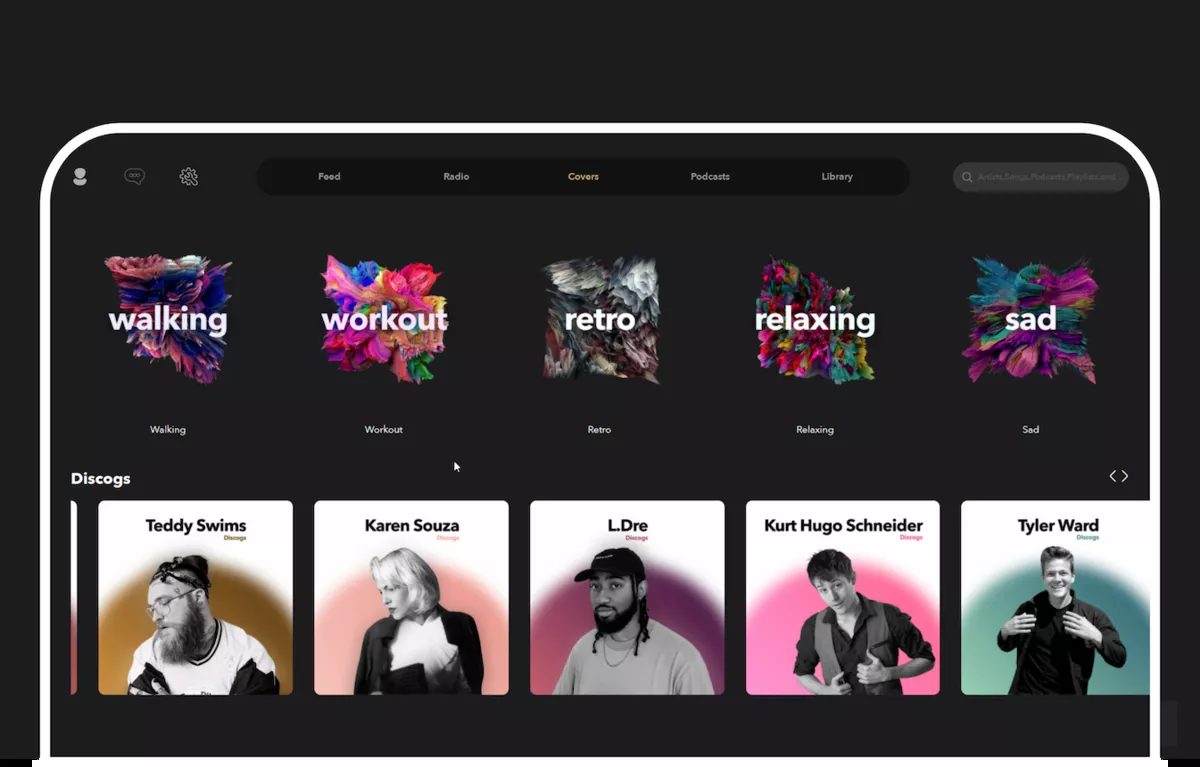 Feed Radio Covers Podcasts Library
Artists,Songs,Podcasts,Playlists,and...
walking workout retro relaxing sad
Walking Workout Retro Relaxing Sad
Discogs
Teddy Swims
Discogs
Karen Souza
Discogs
L.Dre
Discogs
Kurt Hugo Schneider
Discogs
Tyler Ward
Discogs